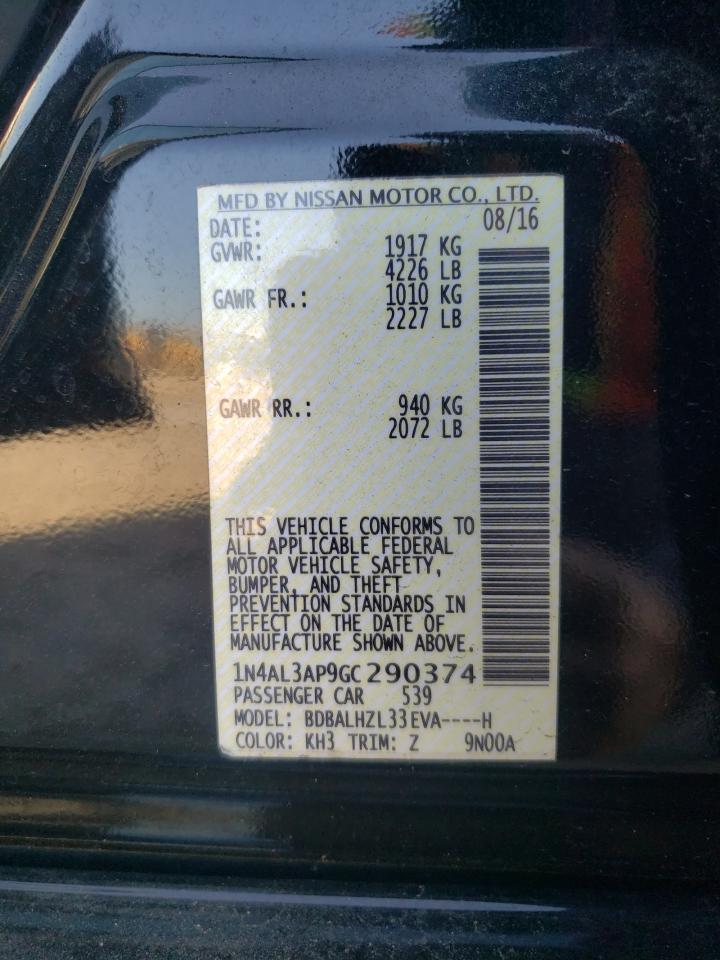 MFD BY NISSAN MOTOR CO., LTD.
DATE: 08/16
GVWR: 1917 KG
4226 LB
GAWR FR.: 1010 KG
2227 LB
GAWR RR.: 940 KG
2072 LB
THIS VEHICLE CONFORMS TO
ALL APPLICABLE FEDERAL
MOTOR VEHICLE SAFETY,
BUMPER, AND THEFT
PREVENTION STANDARDS IN
EFFECT ON THE DATE OF
MANUFACTURE SHOWN ABOVE.
1N4AL3AP9GC290374
PASSENGER CAR 539
MODEL: BDBALHZL33EVA----H
COLOR: KH3 TRIM: Z 9N00A